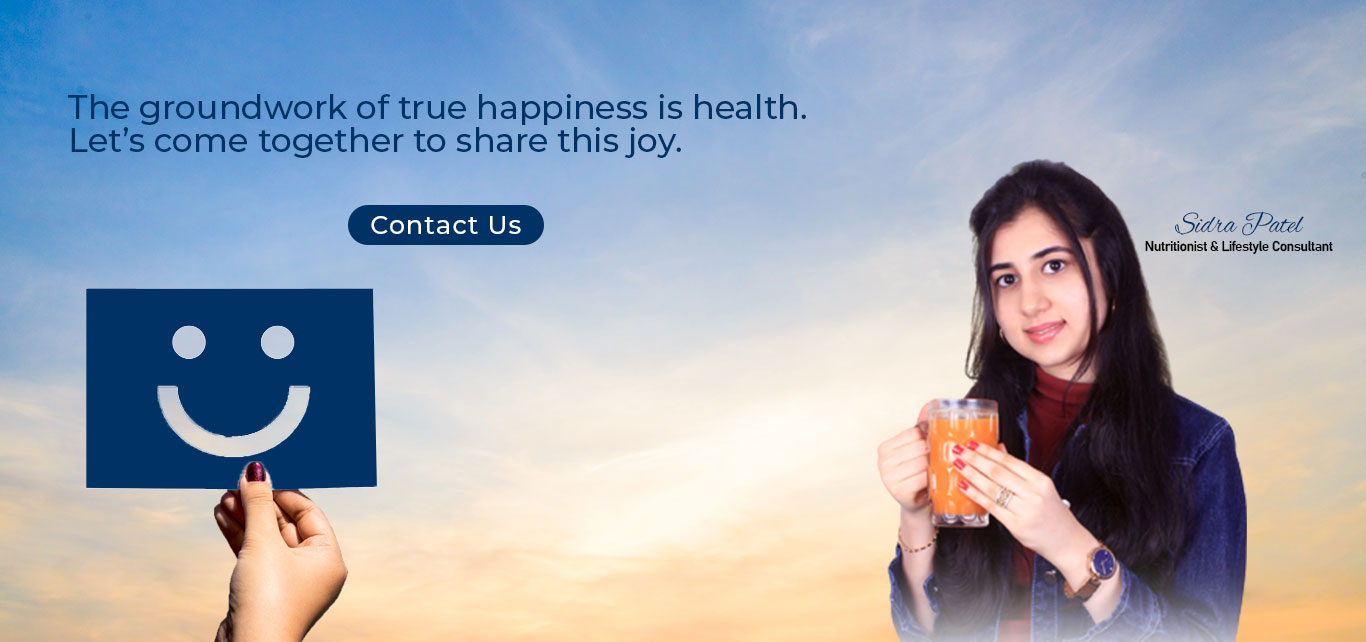 The groundwork of true happiness is health.
Let’s come together to share this joy.
Contact Us
Sidra Patel
Nutritionist & Lifestyle Consultant